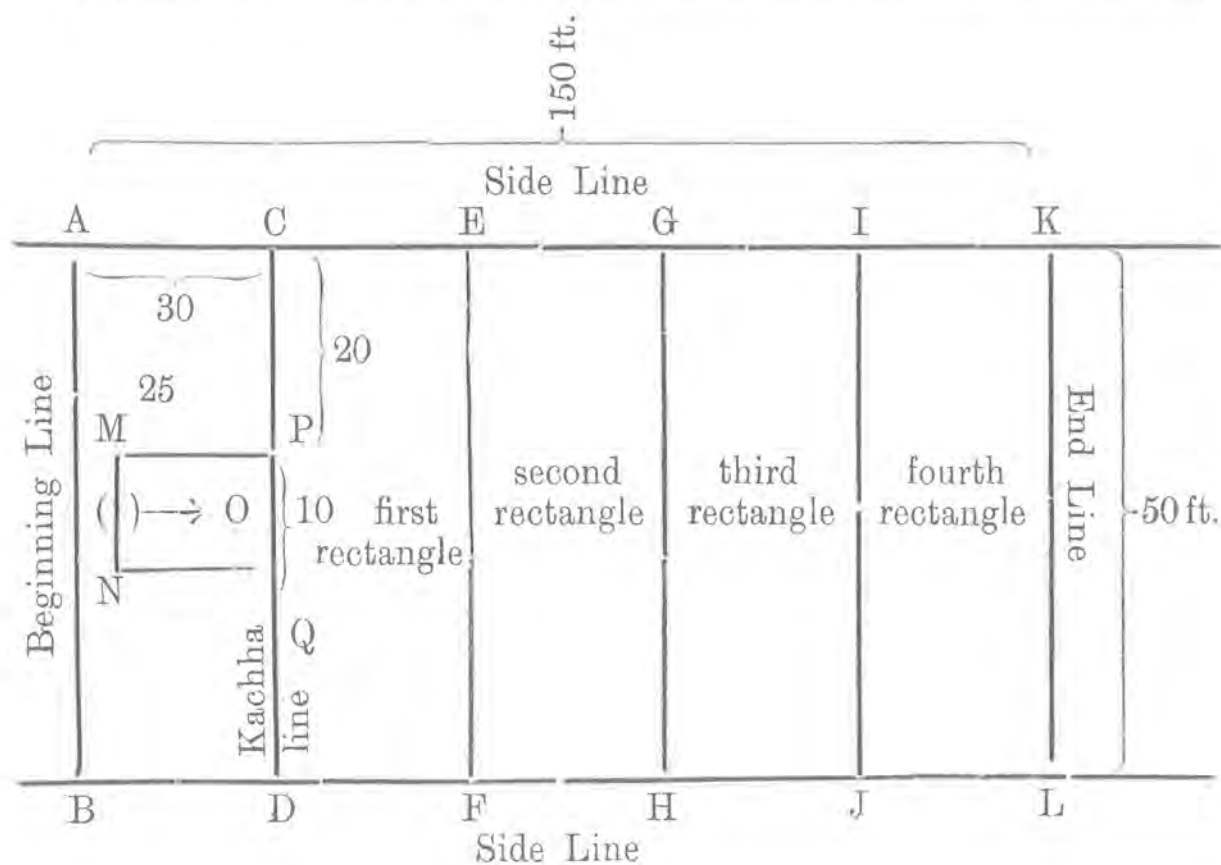 150 ft.
Side Line
A C E G I K
30
20
25
M P
Beginning Line
O 10
first
rectangle
second
rectangle
third
rectangle
fourth
rectangle
End Line
50 ft.
N
Q
Kachha
line
B D F H J L
Side Line